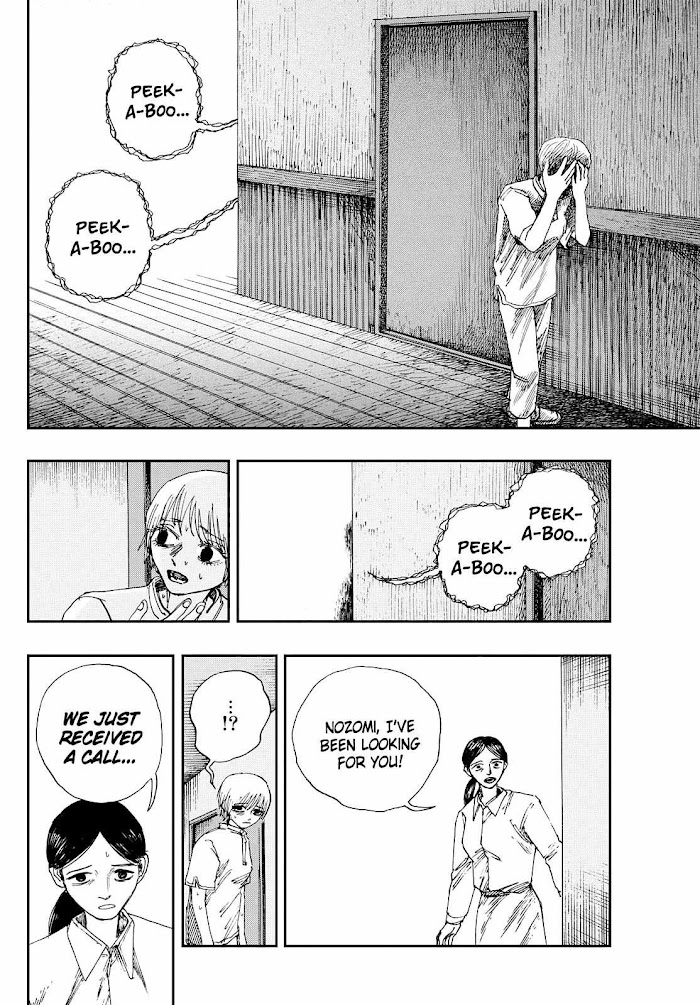 PEEK-
A-BOO...
PEEK-
A-BOO...
PEEK-
A-BOO...
PEEK-
A-BOO...
NOZOMI, I'VE
BEEN LOOKING
FOR YOU!
...
!?
WE JUST
RECEIVED
A CALL...